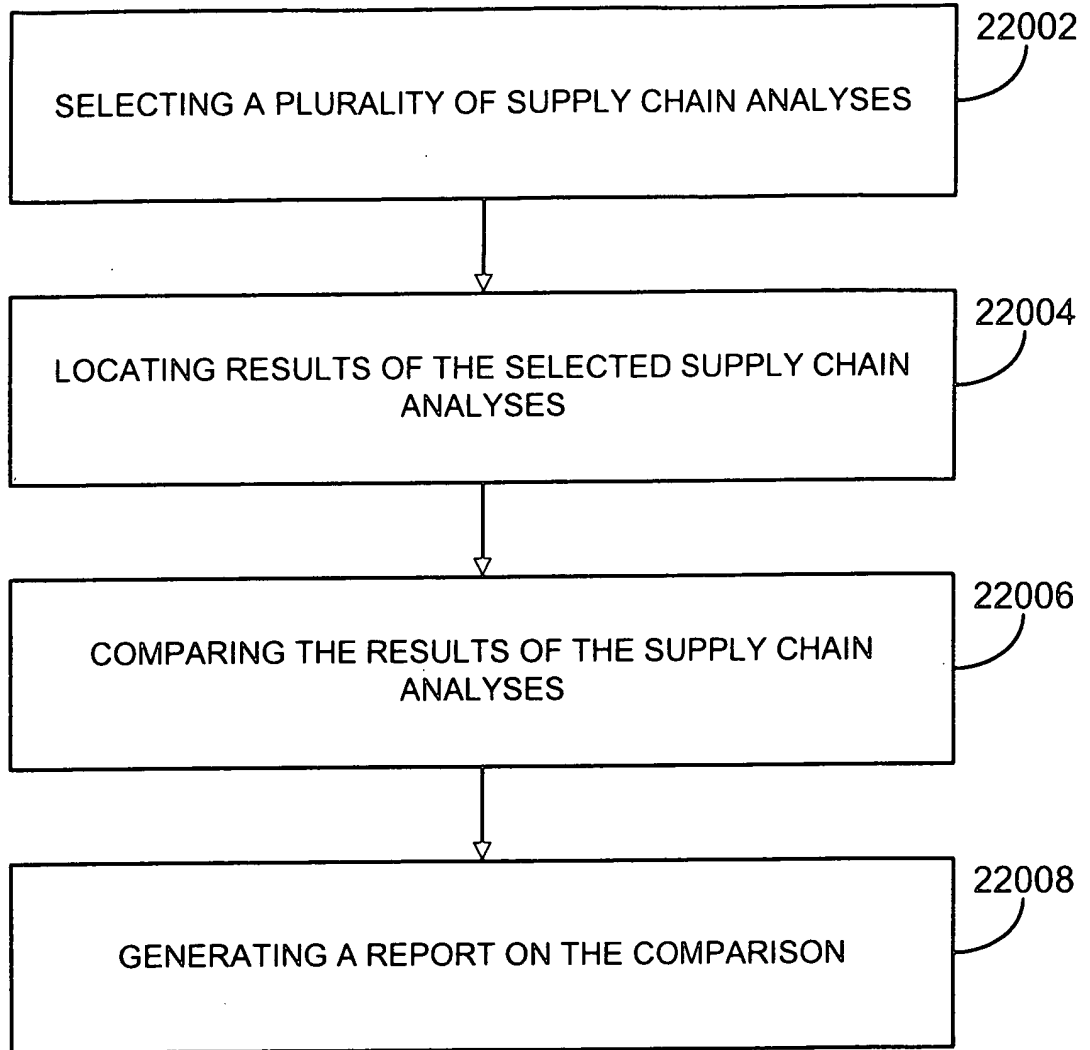 22002
SELECTING A PLURALITY OF SUPPLY CHAIN ANALYSES
22004
LOCATING RESULTS OF THE SELECTED SUPPLY CHAIN
ANALYSES
22006
COMPARING THE RESULTS OF THE SUPPLY CHAIN
ANALYSES
22008
GENERATING A REPORT ON THE COMPARISON